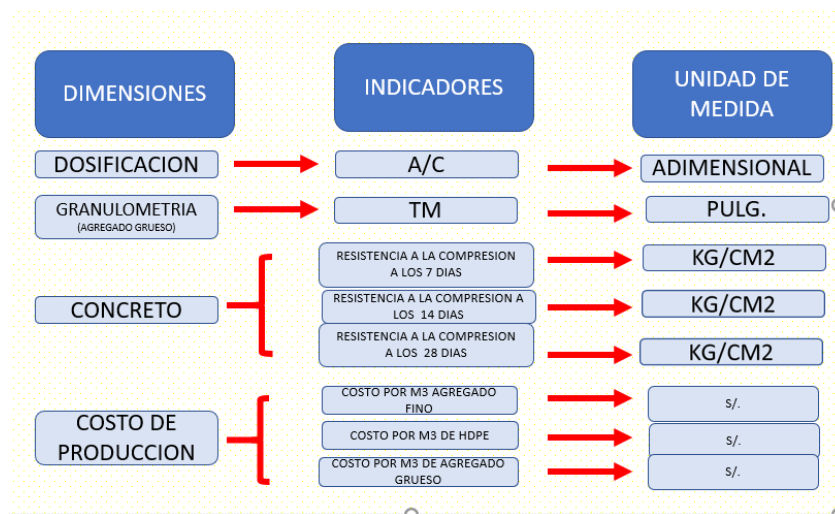 DIMENSIONES
INDICADORES
UNIDAD DE
MEDIDA
DOSIFICACION
A/C
ADIMENSIONAL
GRANULOMETRIA
(AGREGADO GRUESO)
TM
PULG.
CONCRETO
RESISTENCIA A LA COMPRESION
A LOS 7 DIAS
KG/CM2
RESISTENCIA A LA COMPRESION A
LOS 14 DIAS
KG/CM2
RESISTENCIA A LA COMPRESION
A LOS 28 DIAS
KG/CM2
COSTO DE
PRODUCCION
COSTO POR M3 AGREGADO
FINO
S/.
COSTO POR M3 DE HDPE
S/.
COSTO POR M3 DE AGREGADO
GRUESO
S/.